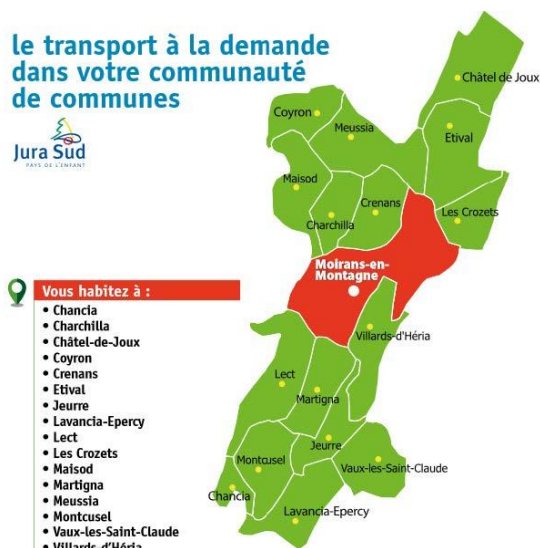 le transport à la demande
dans votre communauté
de communes
Jura Sud
PAYS DE L'ENFANT
Châtel de Joux
Coyron
Meussia
Etival
Maisod
Crenans
Charchilla
Les Crozets
Moirans-en-
Montagne
Villards-d'Héria
Lect
Martigna
Jeurre
Montcusel
Vaux-les-Saint-Claude
Chancia
Lavancia-Epercy
Vous habitez à :
• Chancia
• Charchilla
• Châtel-de-Joux
• Coyron
• Crenans
• Etival
• Jeurre
• Lavancia-Epercy
• Lect
• Les Crozets
• Maisod
• Martigna
• Meussia
• Montcusel
• Vaux-les-Saint-Claude
• Villards-d'Héria